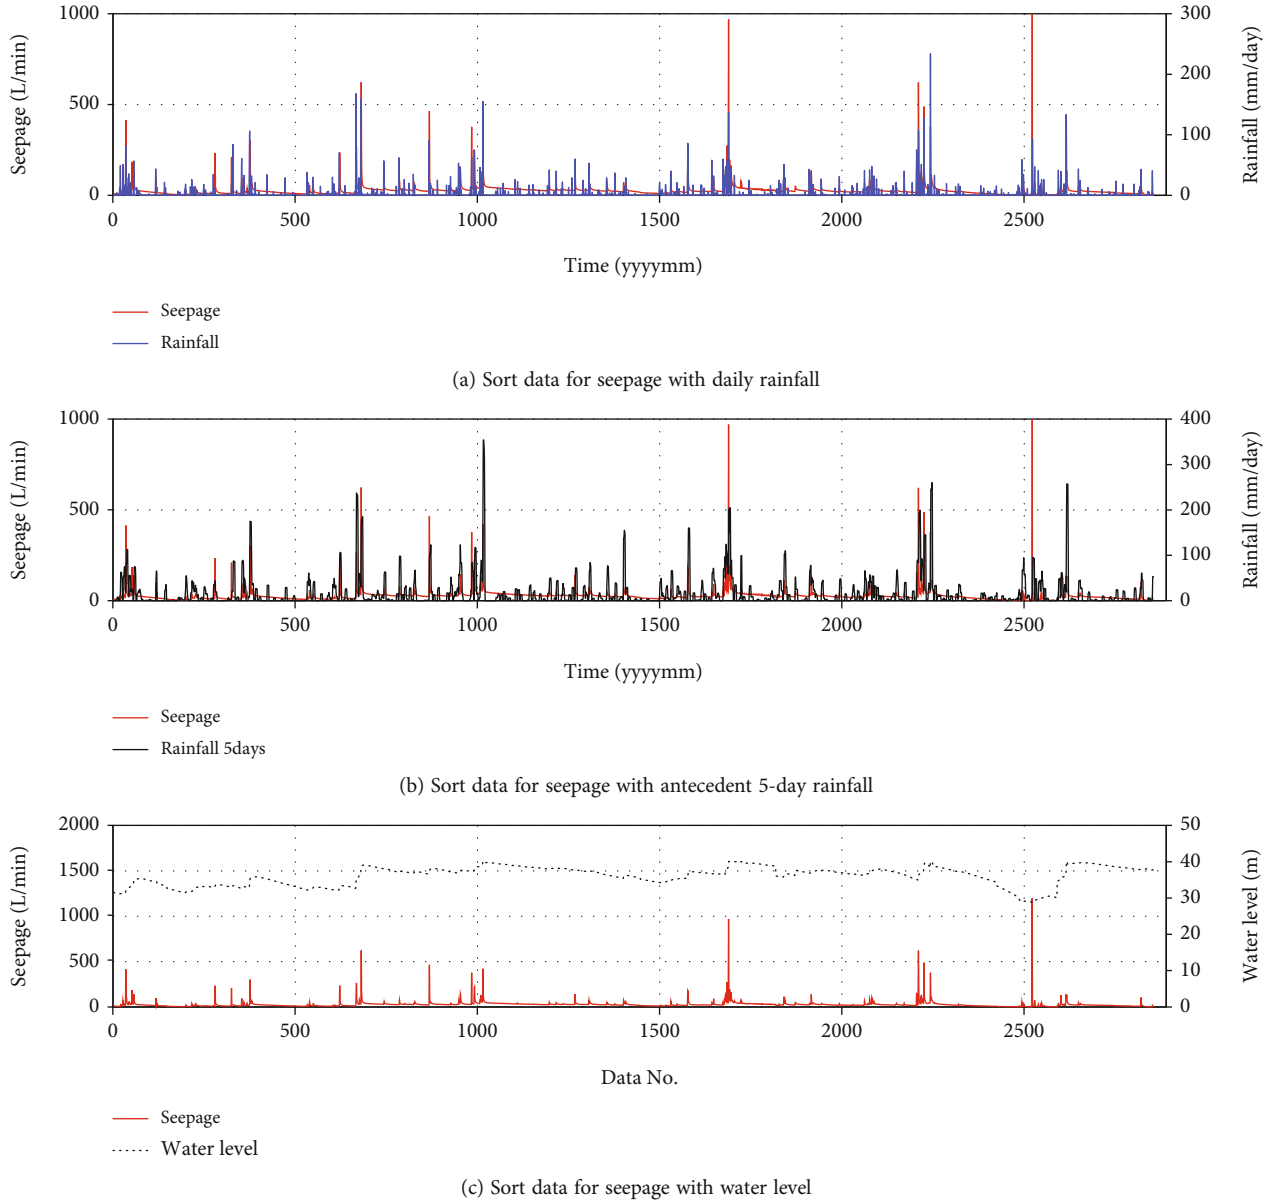 1000
500
0
Seepage (L/min)
300
200
100
0
Rainfall (mm/day)
0 500 1000 1500 2000 2500
Time (yyyymm)
Seepage
Rainfall
(a) Sort data for seepage with daily rainfall
1000
500
0
Seepage (L/min)
400
300
200
100
0
Rainfall (mm/day)
0 500 1000 1500 2000 2500
Time (yyyymm)
Seepage
Rainfall 5days
(b) Sort data for seepage with antecedent 5-day rainfall
2000
1500
1000
500
0
Seepage (L/min)
50
40
30
20
10
0
Water level (m)
0 500 1000 1500 2000 2500
Data No.
Seepage
Water level
(c) Sort data for seepage with water level